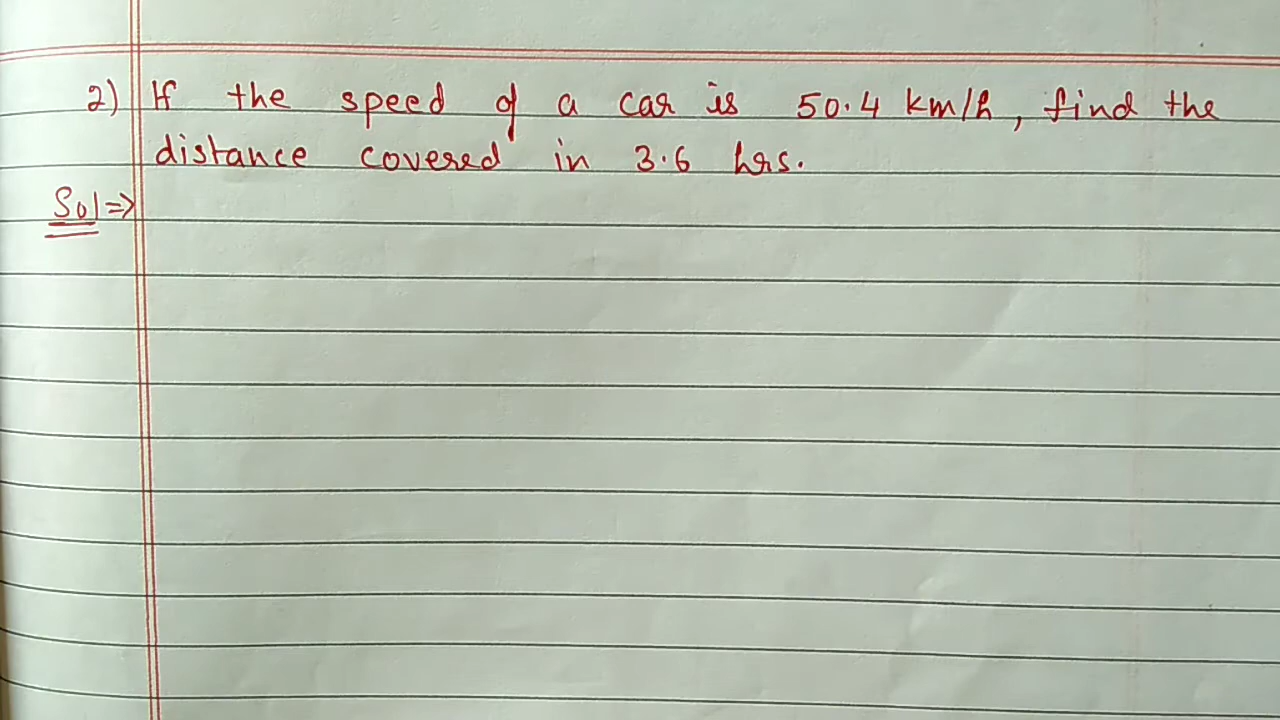 2) If the speed of a car is 50.4 km/h, find the
distance covered in 3.6 hrs.
Sol =>